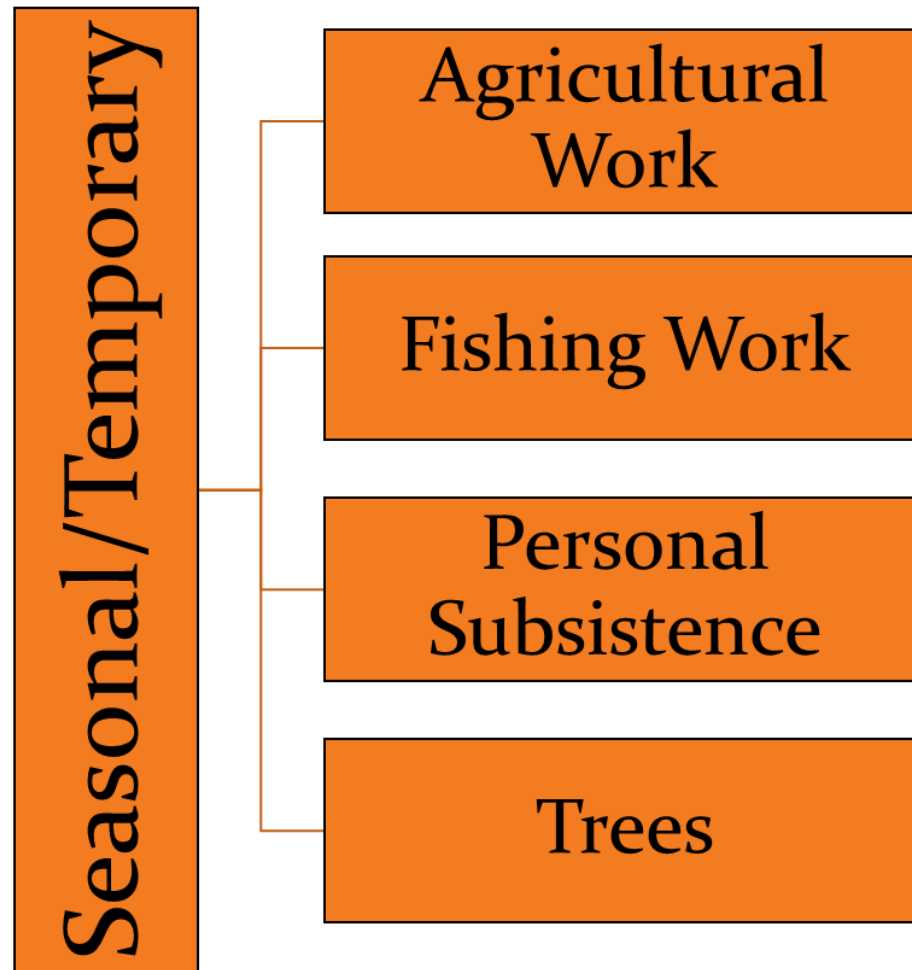 Seasonal/Temporary
Agricultural
Work
Fishing Work
Personal
Subsistence
Trees